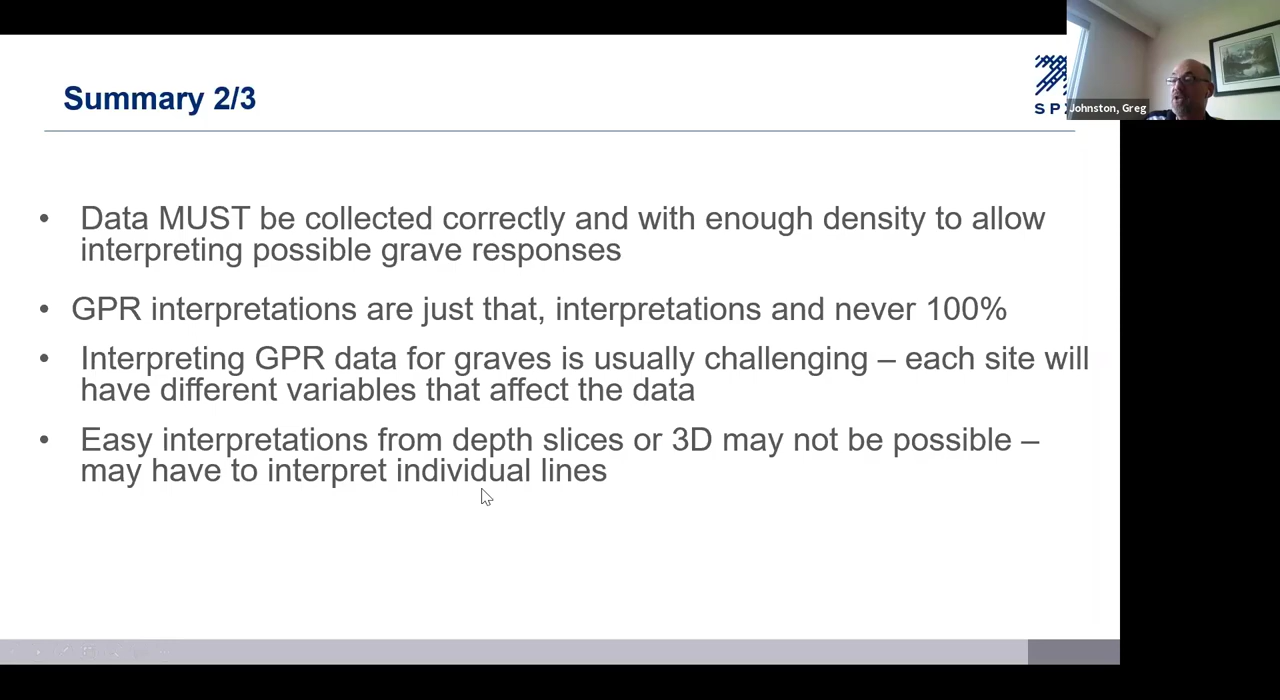 Summary 2/3
SP
Johnston, Greg
• Data MUST be collected correctly and with enough density to allow
interpreting possible grave responses
• GPR interpretations are just that, interpretations and never 100%
• Interpreting GPR data for graves is usually challenging – each site will
have different variables that affect the data
• Easy interpretations from depth slices or 3D may not be possible –
may have to interpret individual lines